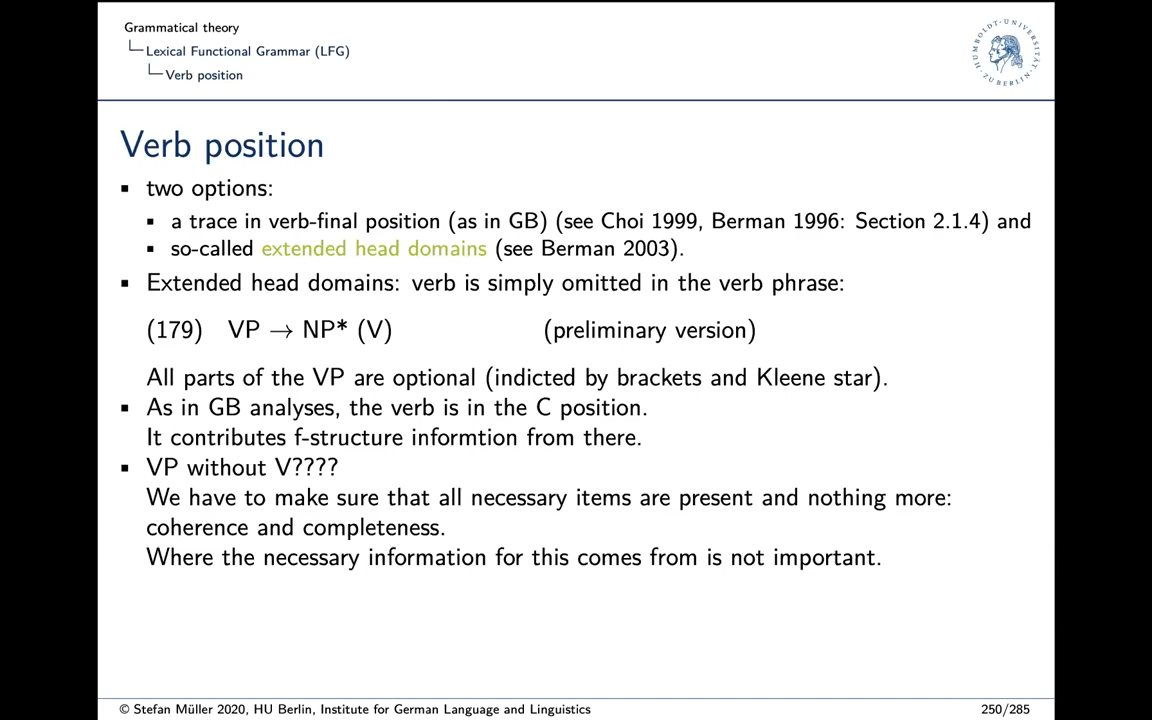 Grammatical theory
Lexical Functional Grammar (LFG)
Verb position
HUMBOLDT-UNIVERSITÄT ZU BERLIN
Verb position
▪ two options:
▪ a trace in verb-final position (as in GB) (see Choi 1999, Berman 1996: Section 2.1.4) and
▪ so-called extended head domains (see Berman 2003).
▪ Extended head domains: verb is simply omitted in the verb phrase:
(179) VP → NP* (V) (preliminary version)
All parts of the VP are optional (indicted by brackets and Kleene star).
▪ As in GB analyses, the verb is in the C position.
It contributes f-structure informtion from there.
▪ VP without V????
We have to make sure that all necessary items are present and nothing more:
coherence and completeness.
Where the necessary information for this comes from is not important.
© Stefan Müller 2020, HU Berlin, Institute for German Language and Linguistics 250/285